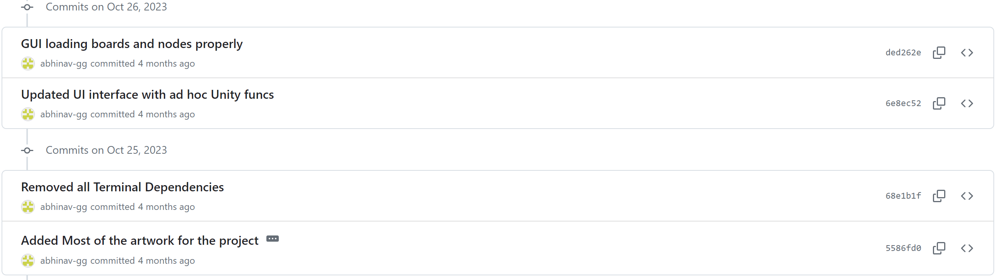 Commits on Oct 26, 2023
GUI loading boards and nodes properly
abhinav-gg committed 4 months ago
ded262e
Updated UI interface with ad hoc Unity funcs
abhinav-gg committed 4 months ago
6e8ec52
Commits on Oct 25, 2023
Removed all Terminal Dependencies
abhinav-gg committed 4 months ago
68e1b1f
Added Most of the artwork for the project
abhinav-gg committed 4 months ago
5586fd0